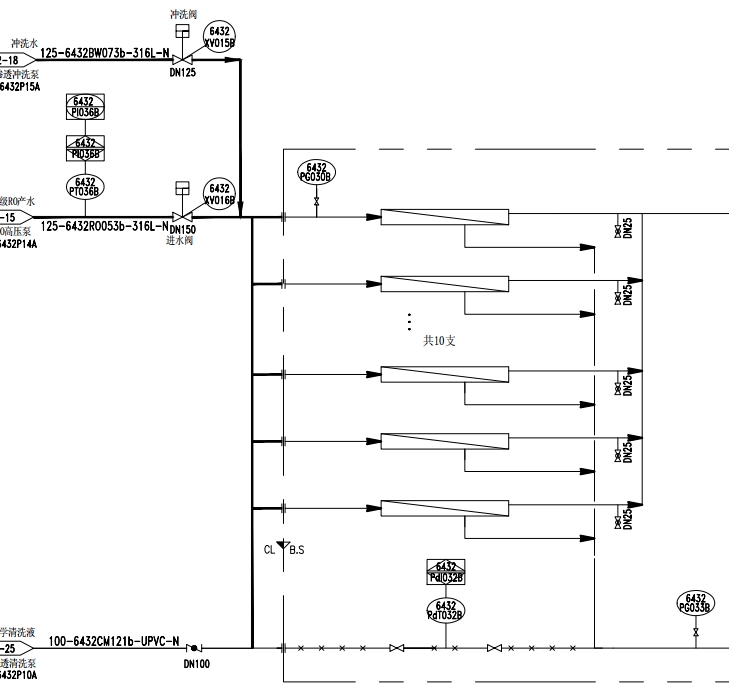 冲洗阀
6432
XV015B
冲洗水
2-18
125-6432BW073b-316L-N
DN125
渗透冲洗泵
6432P15A
6432
PI036B
6432
PI036B
6432
PT036B
6432
XV016B
6432
PG030B
级RO产水
-15
125-6432RO053b-316L-N
DN150
进水阀
O高压泵
6432P14A
DN25
DN25
共10支
DN25
DN25
DN25
CL
B.S
6432
PdI032B
6432
PdT032B
6432
PG033B
学清洗液
-25
100-6432CM121b-UPVC-N
DN100
透清洗泵
6432P10A